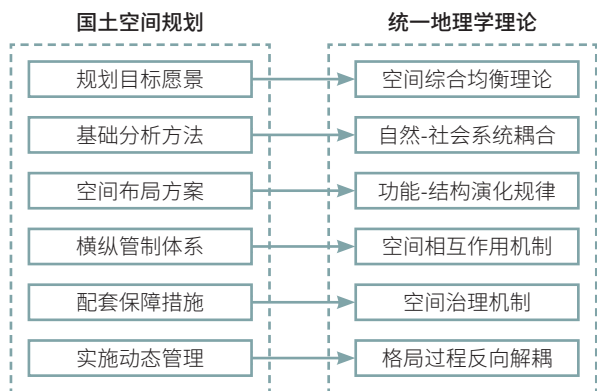 国土空间规划
统一地理学理论
规划目标愿景
空间综合均衡理论
基础分析方法
自然-社会系统耦合
空间布局方案
功能-结构演化规律
横纵管制体系
空间相互作用机制
配套保障措施
空间治理机制
实施动态管理
格局过程反向解耦